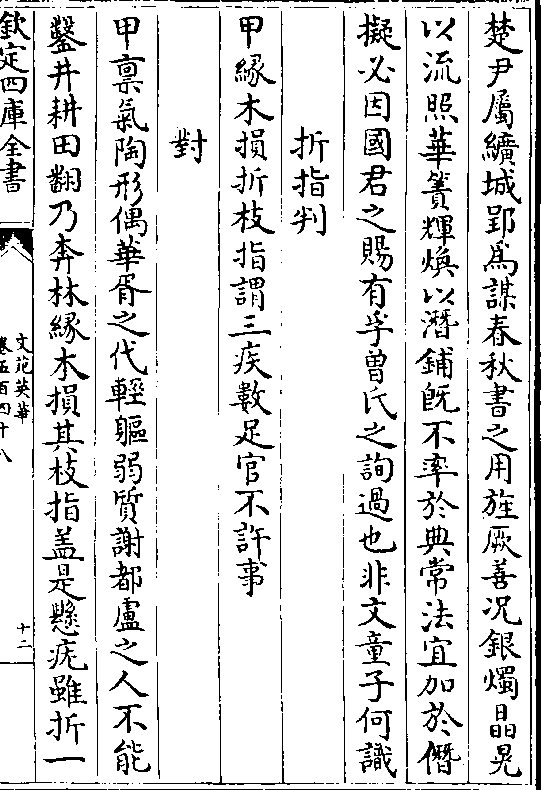 楚尹屬纊城郢爲謀春秋書之用旌厥善况銀燭晶晃
以流照華簀輝煥以潛鋪旣不率於典常法宜加於僭
擬必因國君之賜有乎曾氏之詢過也非文童子何識
折指判
甲緣木損折枝指謂三疾數足官不許事
對
甲禀氣陶形偶華胥之代輕軀弱質謝都盧之人不能
鑿井耕田翻乃奔林緣木損其枝指盖是懸疣雖折一
欽定四庫全書
文苑英華
卷五百四十八
十二